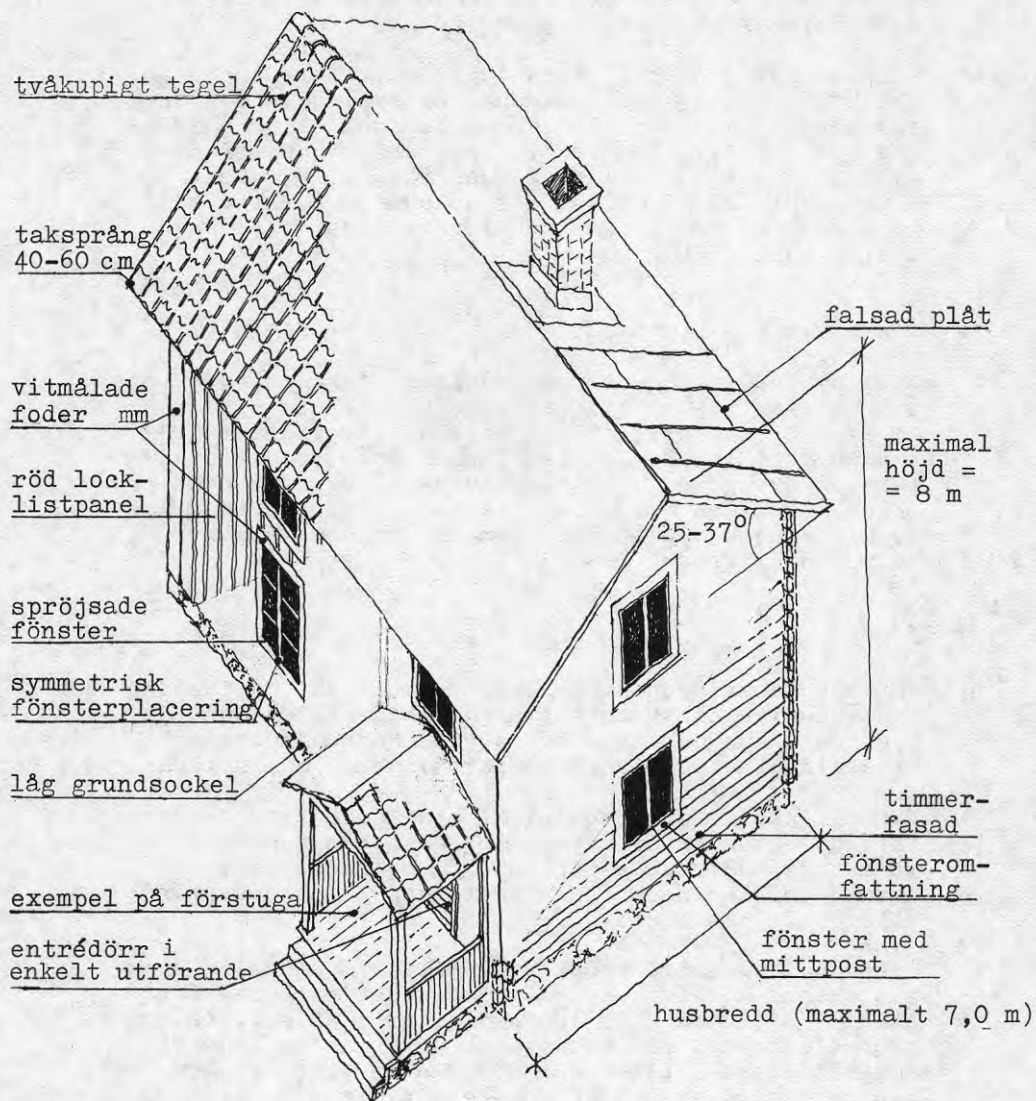 tvåkupigt tegel
taksprång
40-60 cm
vitmålade
foder mm
röd lock-
listpanel
spröjsade
fönster
symmetrisk
fönsterplacering
låg grundsockel
exempel på förstuga
entrédörr i
enkelt utförande
falsad plåt
maximal
höjd =
= 8 m
25-37°
timmer-
fasad
fönsterom-
fattning
fönster med
mittpost
husbredd (maximalt 7,0 m)